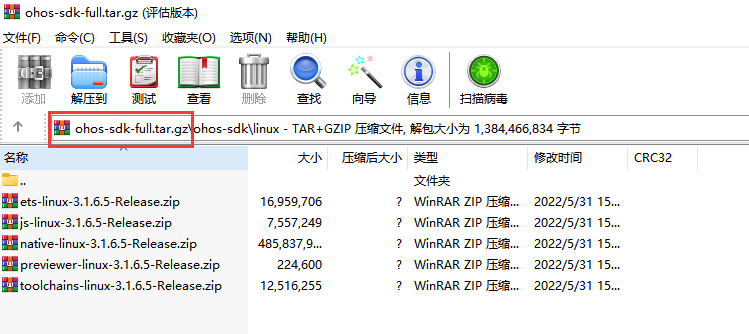 ohos-sdk-full.tar.gz (评估版本)
文件(F) 命令(C) 工具(S) 收藏夹(O) 选项(N) 帮助(H)
添加 解压到 测试 查看 删除 查找 向导 信息 扫描病毒
ohos-sdk-full.tar.gz\ohos-sdk\linux - TAR+GZIP 压缩文件, 解包大小为 1,384,466,834 字节
名称 大小 压缩后大小 类型 修改时间 CRC32
.. 文件夹
ets-linux-3.1.6.5-Release.zip 16,959,706 ? WinRAR ZIP 压缩... 2022/5/31 15...
js-linux-3.1.6.5-Release.zip 7,557,249 ? WinRAR ZIP 压缩... 2022/5/31 15...
native-linux-3.1.6.5-Release.zip 485,837,9... ? WinRAR ZIP 压缩... 2022/5/31 15...
previewer-linux-3.1.6.5-Release.zip 224,600 ? WinRAR ZIP 压缩... 2022/5/31 15...
toolchains-linux-3.1.6.5-Release.zip 12,516,255 ? WinRAR ZIP 压缩... 2022/5/31 15...